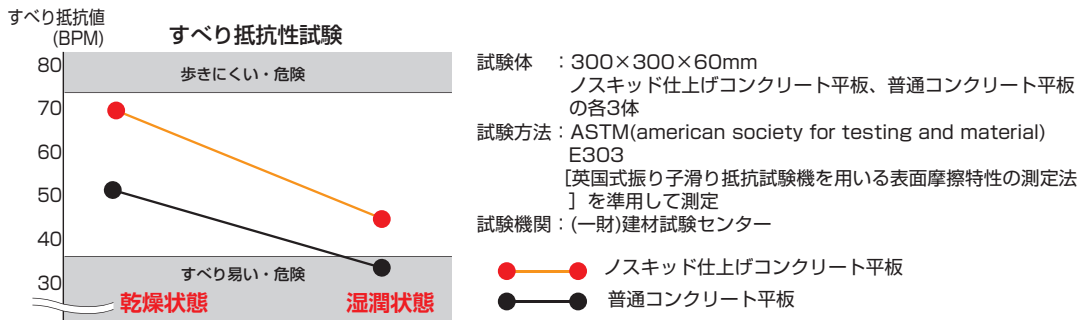 すべり抵抗値
(BPM)
すべり抵抗性試験
80
歩きにくい・危険
70
60
50
40
すべり易い・危険
30
乾燥状態
湿潤状態
試験体　：300×300×60mm
ノスキッド仕上げコンクリート平板、普通コンクリート平板
の各3体
試験方法：ASTM(american society for testing and material)
E303
[英国式振り子滑り抵抗試験機を用いる表面摩擦特性の測定法
］を準用して測定
試験機関：(一財)建材試験センター
ノスキッド仕上げコンクリート平板
普通コンクリート平板